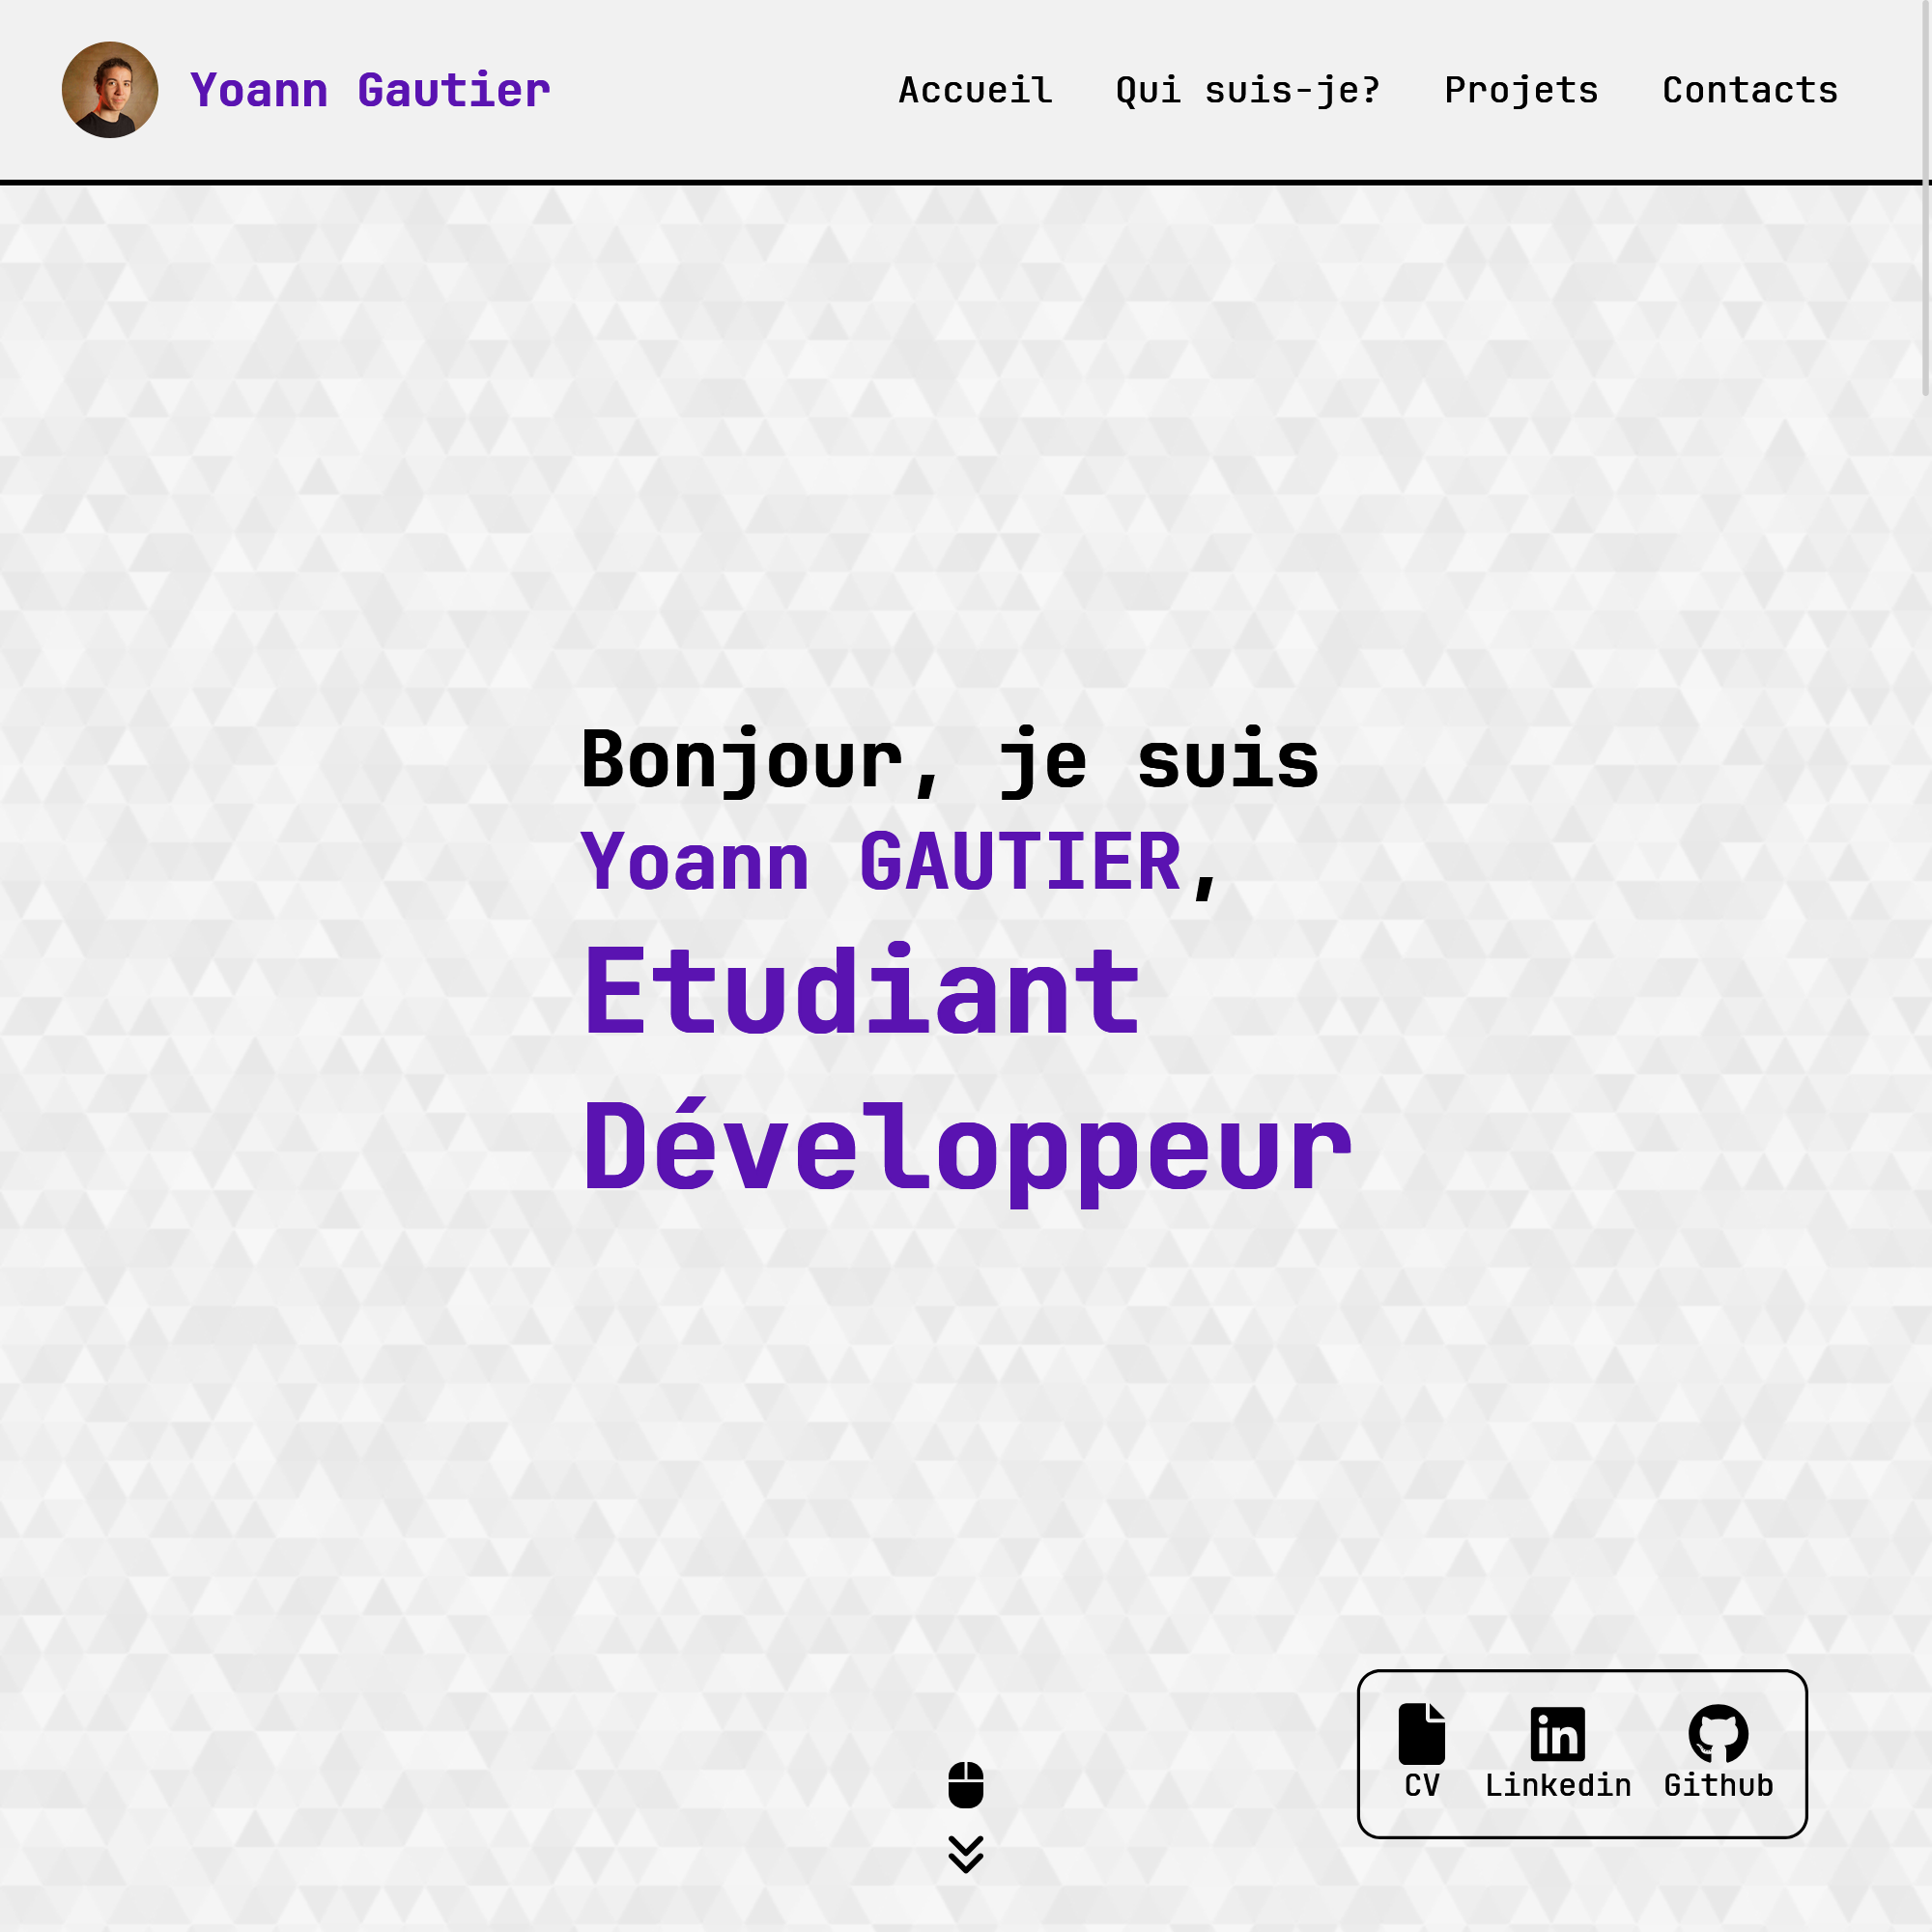 Yoann Gautier
Accueil Qui suis-je? Projets Contacts
Bonjour, je suis
Yoann GAUTIER,
Etudiant
Développeur
CV Linkedin Github